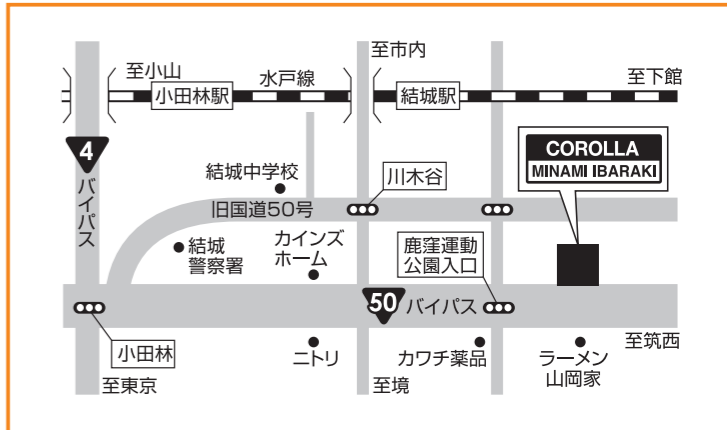 至市内
至小山
水戸線
至下館
小田林駅
結城駅
4
バイパス
COROLLA
MINAMI IBARAKI
結城中学校
川木谷
旧国道50号
結城
警察署
カインズ
ホーム
鹿窪運動
公園入口
50
バイパス
小田林
ニトリ
カワチ薬品
ラーメン
山岡家
至筑西
至東京
至境